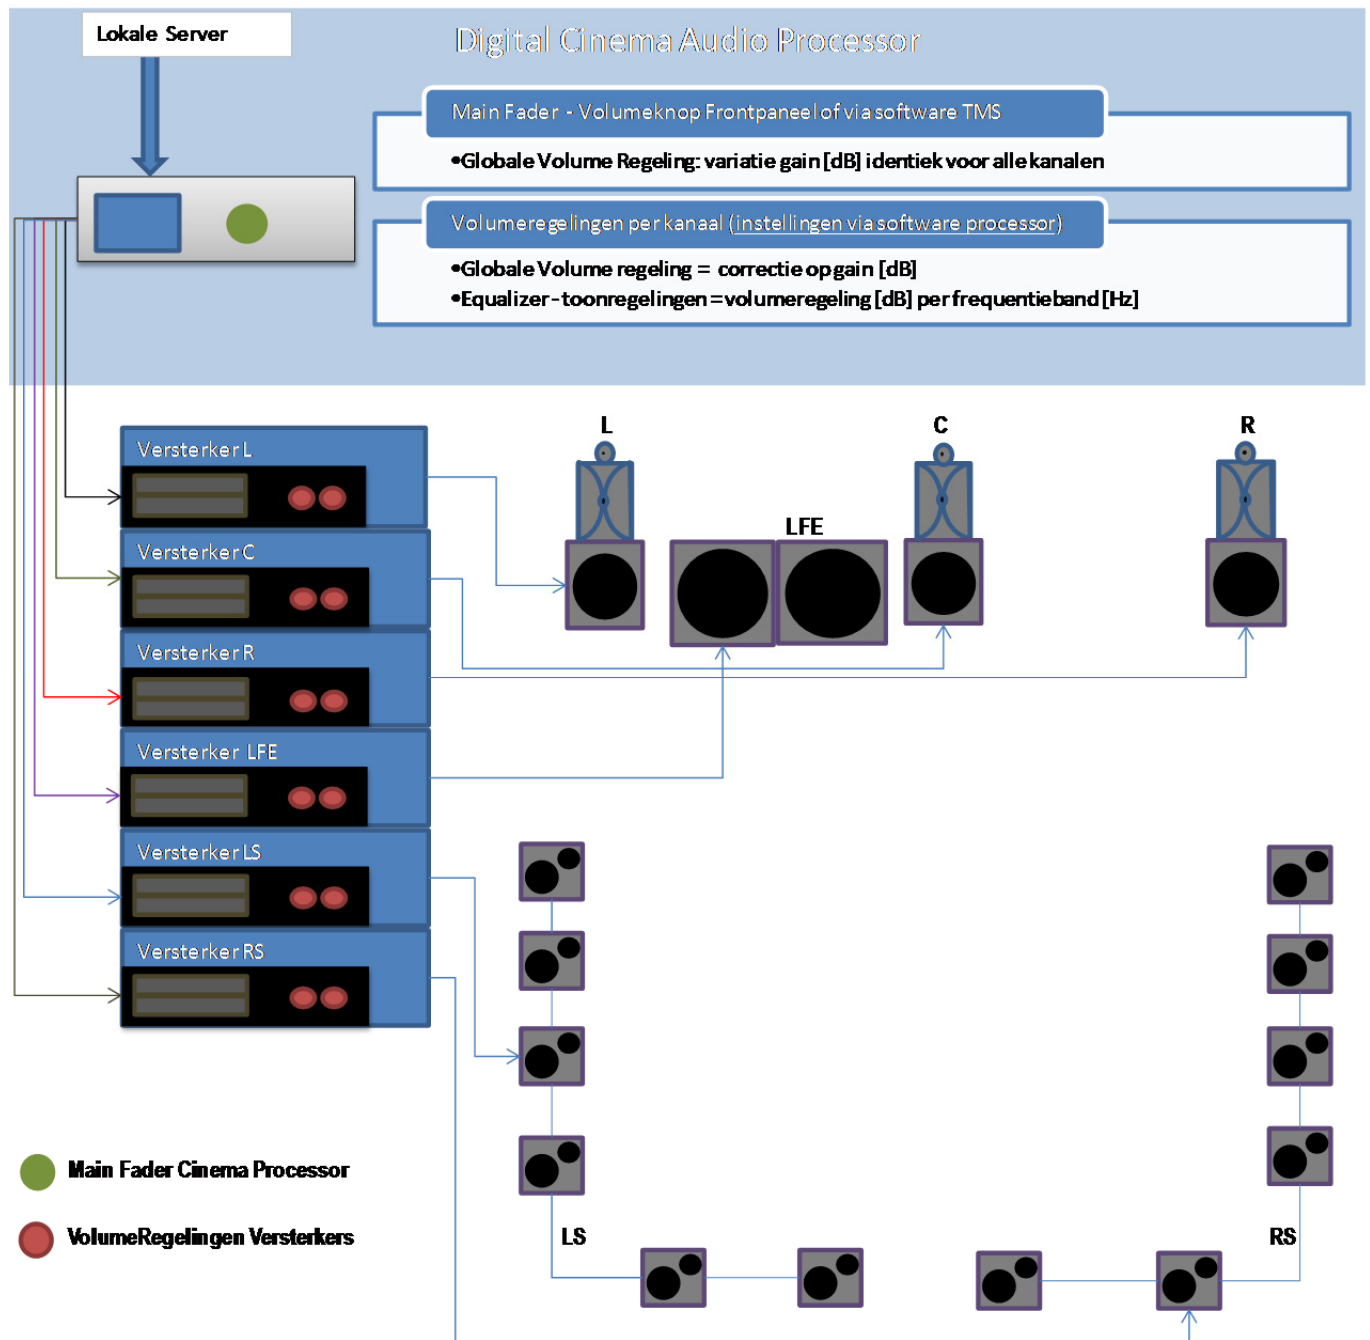 Lokale Server
Digital Cinema Audio Processor
Main Fader - Volumeknop Frontpaneel of via software TMS
•Globale Volume Regeling: variatie gain [dB] identiek voor alle kanalen
Volumeregelingen per kanaal (instellingen via software processor)
•Globale Volume regeling = correctie op gain [dB]
•Equalizer - toonregelingen = volumeregeling [dB] per frequentieband [Hz]
L
C
R
LFE
Versterker L
Versterker C
Versterker R
Versterker LFE
Versterker LS
Versterker RS
Main Fader Cinema Processor
VolumeRegelingen Versterkers
LS
RS